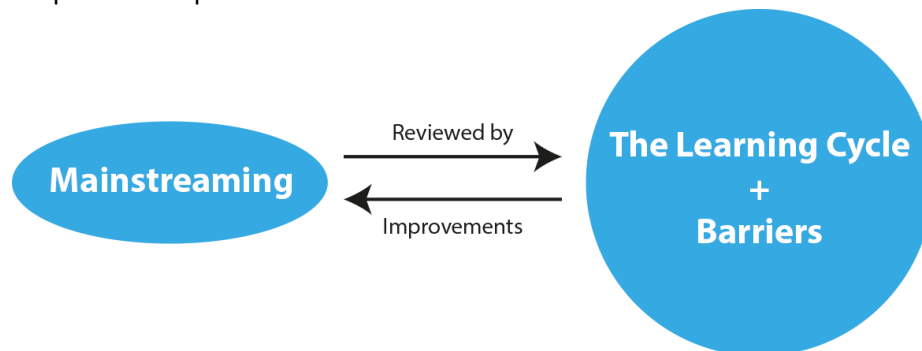 Mainstreaming
Reviewed by
Improvements
The Learning Cycle
+
Barriers